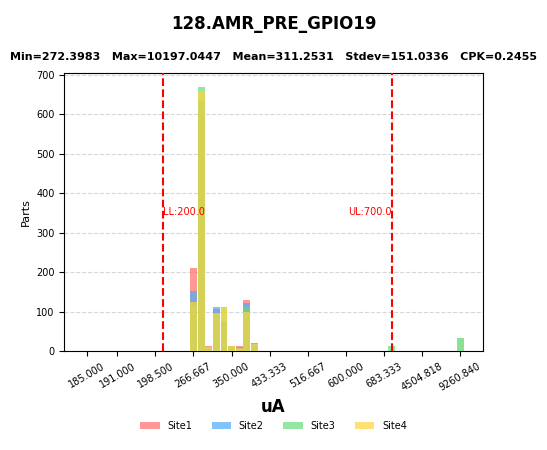 128.AMR_PRE_GPIO19
Min=272.3983 Max=10197.0447 Mean=311.2531 Stdev=151.0336 CPK=0.2455
700
600
500
400
300
200
100
0
Parts
LL:200.0 UL:700.0
185.000 191.000 198.500 266.667 350.000 433.333 516.667 600.000 683.333 4504.818 9260.840
uA
Site1 Site2 Site3 Site4